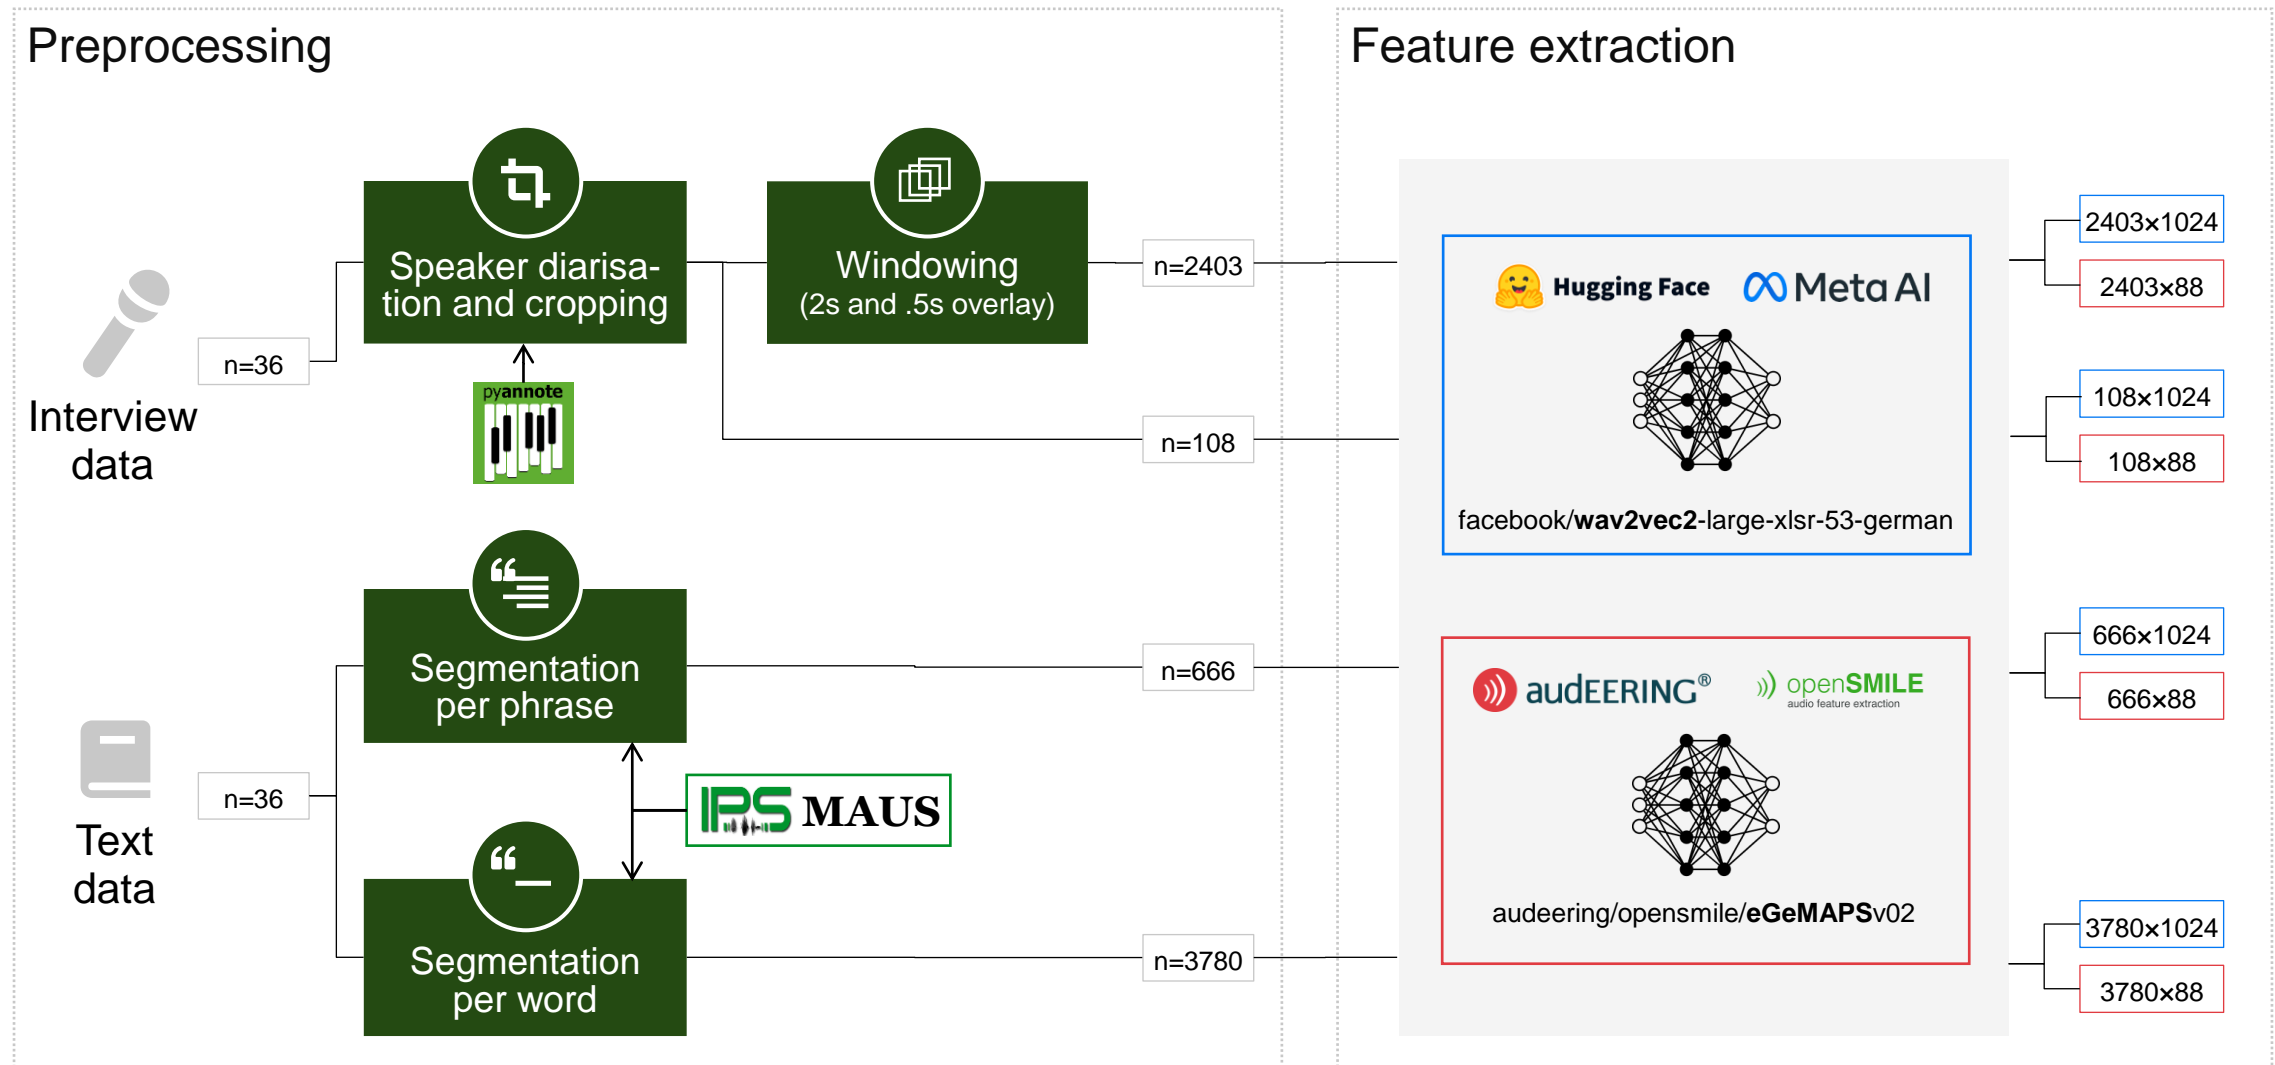 Preprocessing
Feature extraction
Interview
data
n=36
Speaker diarisa-
tion and cropping
pyannote
Windowing
(2s and .5s overlay)
n=2403
n=108
Text
data
n=36
Segmentation
per phrase
IPS MAUS
Segmentation
per word
n=666
n=3780
Hugging Face
Meta AI
facebook/wav2vec2-large-xlsr-53-german
audEERING®
openSMILE
audio feature extraction
audeering/opensmile/eGeMAPSv02
2403×1024
2403×88
108×1024
108×88
666×1024
666×88
3780×1024
3780×88